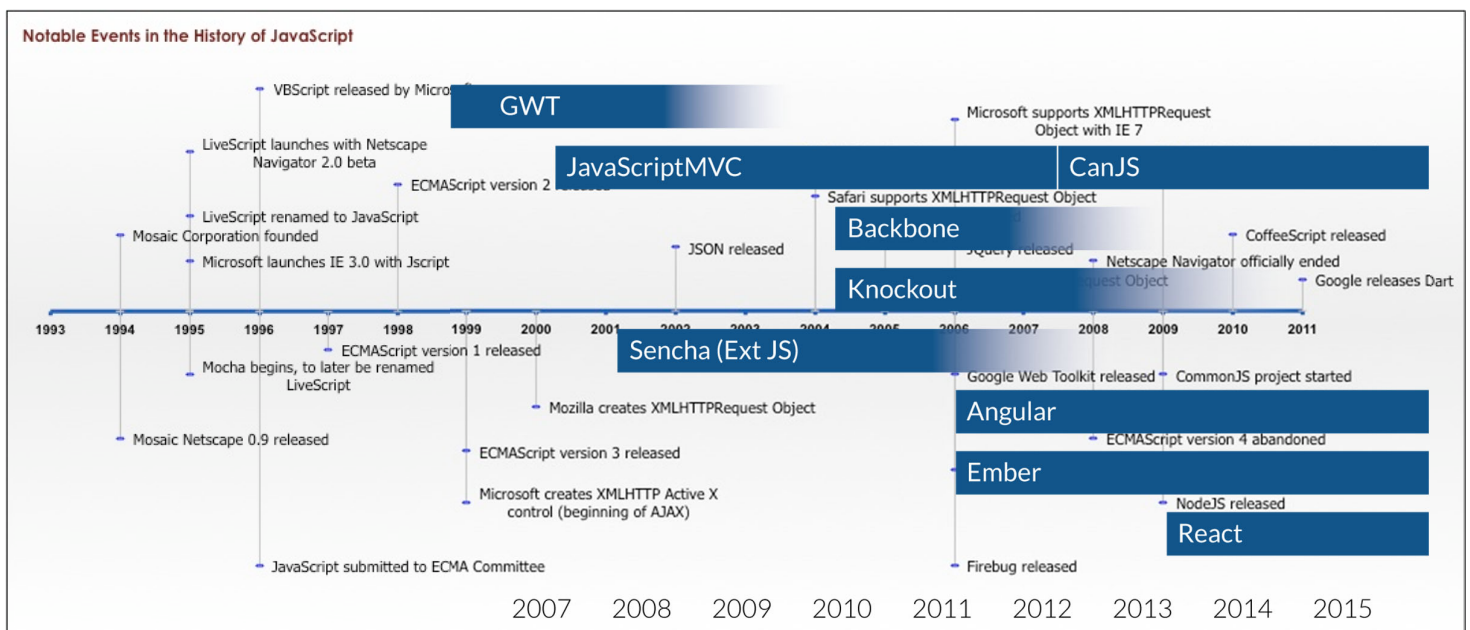 Notable Events in the History of JavaScript
VBScript released by Micros
GWT
Microsoft supports XMLHTTPRequest
Object with IE 7
LiveScript launches with Netscape
Navigator 2.0 beta
JavaScriptMVC
CanJS
ECMAScript version 2 released
Safari supports XMLHTTPRequest Object
LiveScript renamed to JavaScript
Backbone
Mosaic Corporation founded
CoffeeScript released
JSON released
JQuery released
Microsoft launches IE 3.0 with Jscript
Netscape Navigator officially ended
Knockout
Request Object
Google releases Dart
1993 1994 1995 1996 1997 1998 1999 2000 2001 2002 2003 2004 2005 2006 2007 2008 2009 2010 2011
ECMAScript version 1 released
Sencha (Ext JS)
Mocha begins, to later be renamed
LiveScript
Google Web Toolkit released
CommonJS project started
Mozilla creates XMLHTTPRequest Object
Angular
Mosaic Netscape 0.9 released
ECMAScript version 4 abandoned
ECMAScript version 3 released
Ember
Microsoft creates XMLHTTP Active X
control (beginning of AJAX)
NodeJS released
React
JavaScript submitted to ECMA Committee
Firebug released
2007 2008 2009 2010 2011 2012 2013 2014 2015